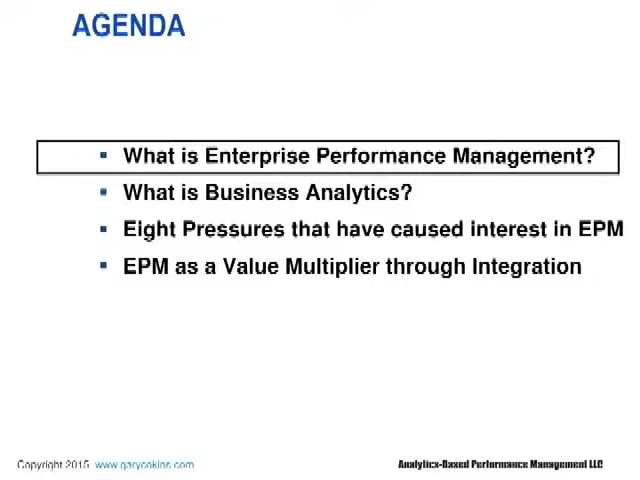 AGENDA
▪ What is Enterprise Performance Management?
▪ What is Business Analytics?
▪ Eight Pressures that have caused interest in EPM
▪ EPM as a Value Multiplier through Integration
Copyright 2015 www.garycokins.com
Analytics-Based Performance Management LLC